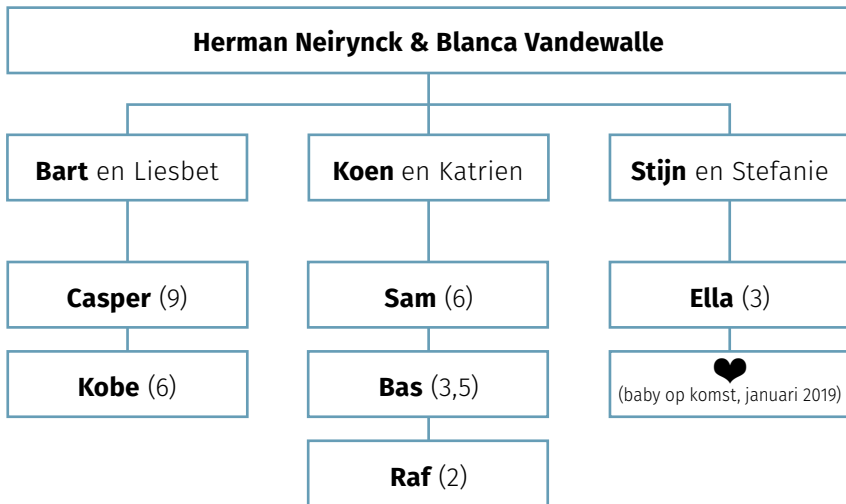 Herman Neirynck & Blanca Vandewalle
Bart en Liesbet
Koen en Katrien
Stijn en Stefanie
Casper (9)
Sam (6)
Ella (3)
Kobe (6)
Bas (3,5)
(baby op komst, januari 2019)
Raf (2)